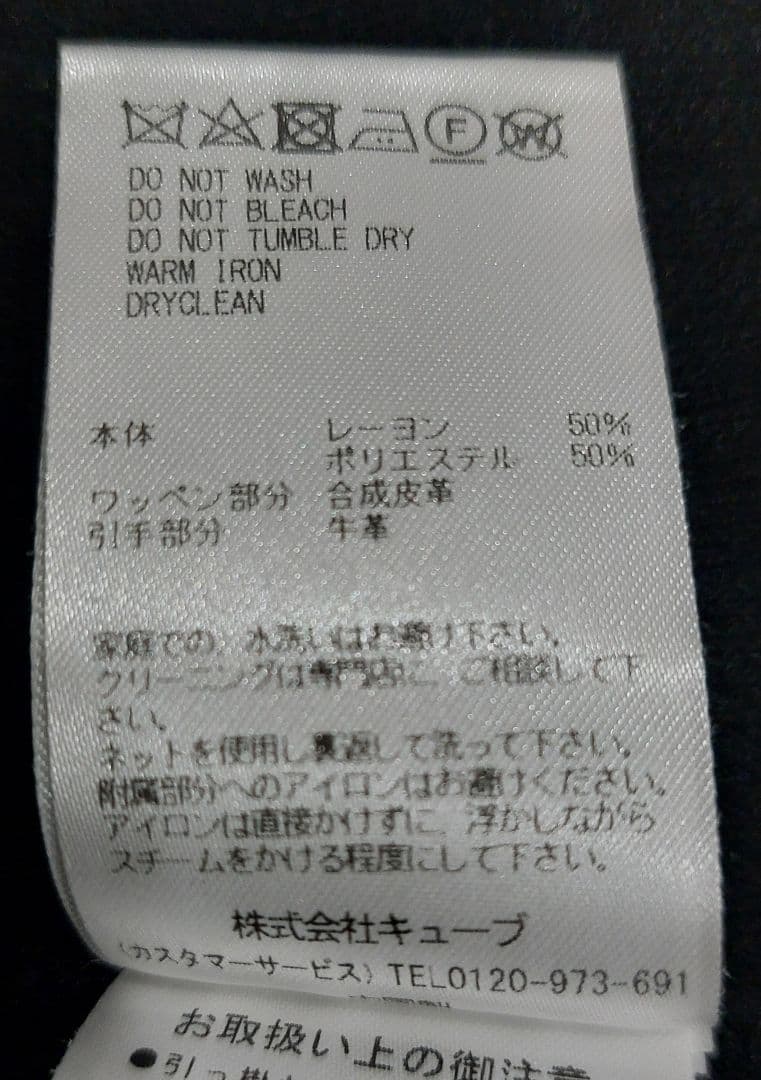 F W
DO NOT WASH
DO NOT BLEACH
DO NOT TUMBLE DRY
WARM IRON
DRYCLEAN
本体 レーヨン 50%
ポリエステル 50%
ワッペン部分 合成皮革
引手部分 牛革
家庭での、水洗いはお避け下さい。
クリーニングは専門店に、ご相談して下
さい。
ネットを使用し裏返して洗って下さい。
附属部分へのアイロンはお避けください。
アイロンは直接かけずに、浮かしながら
スチームをかける程度にして下さい。
株式会社キューブ
(カスタマーサービス) TEL0120-973-691
お取扱い上の御注意
●引っ掛